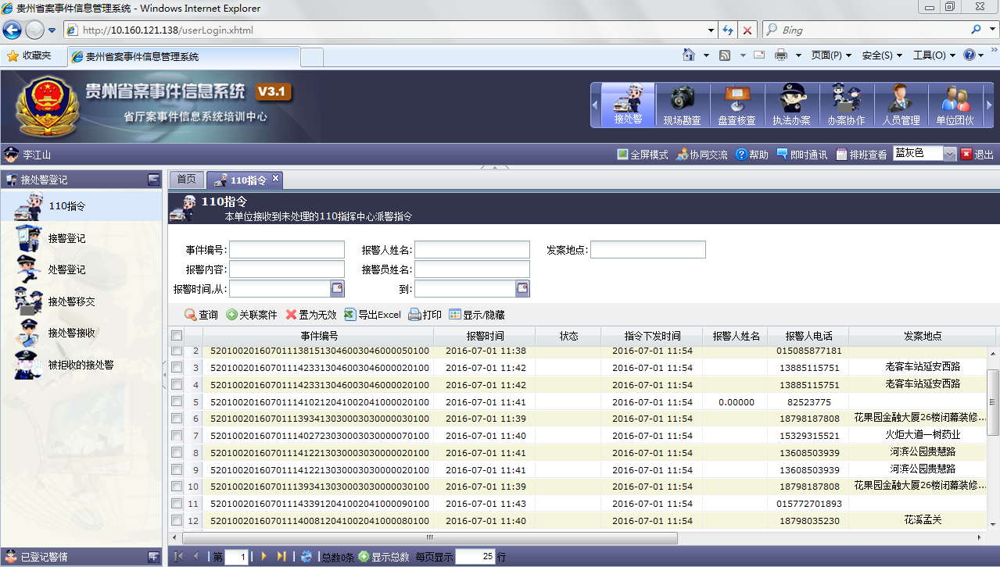 贵州省案事件信息管理系统 - Windows Internet Explorer
http://10.160.121.138/userLogin.xhtml
Bing
收藏夹
贵州省案事件信息管理系统
页面(P)
安全(S)
工具(O)
贵州省案事件信息系统 V3.1
省厅案事件信息系统培训中心
接处警 现场勘查 盘查核查 执法办案 办案协作 人员管理 单位团伙
李江山
全屏模式 协同交流 帮助 即时通讯 排班查看 蓝灰色 退出
接处警登记
110指令
接警登记
处警登记
接处警移交
接处警接收
被拒收的接处警
已登记警情
首页 110指令
110指令
本单位接收到未处理的110指挥中心派警指令
事件编号: 报警人姓名: 发案地点:
报警内容: 接警员姓名:
报警时间,从: 到:
查询 关联案件 置为无效 导出Excel 打印 显示/隐藏
事件编号 报警时间 状态 指令下发时间 报警人姓名 报警人电话 发案地点
2 520100201607011138151304600304600005​0100 2016-07-01 11:38 2016-07-01 11:54 015085877181
3 5201002016070111423313046003046000020100 2016-07-01 11:42 2016-07-01 11:54 13885115751 老客车站延安西路
4 5201002016070111423313046003046000020100 2016-07-01 11:42 2016-07-01 11:54 13885115751 老客车站延安西路
5 5201002016070111410212041002041000020100 2016-07-01 11:41 2016-07-01 11:54 0.00000 82523775
6 5201002016070111393413030003030000030100 2016-07-01 11:39 2016-07-01 11:54 18798187808 花果园金融大厦26楼闭幕装修...
7 5201002016070111402723030003030000070100 2016-07-01 11:40 2016-07-01 11:54 15329315521 火炬大道一树药业
8 5201002016070111412213030003030000020100 2016-07-01 11:41 2016-07-01 11:54 13608503939 河滨公园贵慧路
9 5201002016070111412213030003030000020100 2016-07-01 11:41 2016-07-01 11:54 13608503939 河滨公园贵慧路
10 5201002016070111393413030003030000030100 2016-07-01 11:39 2016-07-01 11:54 18798187808 花果园金融大厦26楼闭幕装修...
11 5201002016070111433912041002041000090100 2016-07-01 11:43 2016-07-01 11:54 015772701893
12 5201002016070111400812041002041000080100 2016-07-01 11:40 2016-07-01 11:54 18798035230 花溪孟关
第 1 总数0条 显示总数 每页显示 25 行